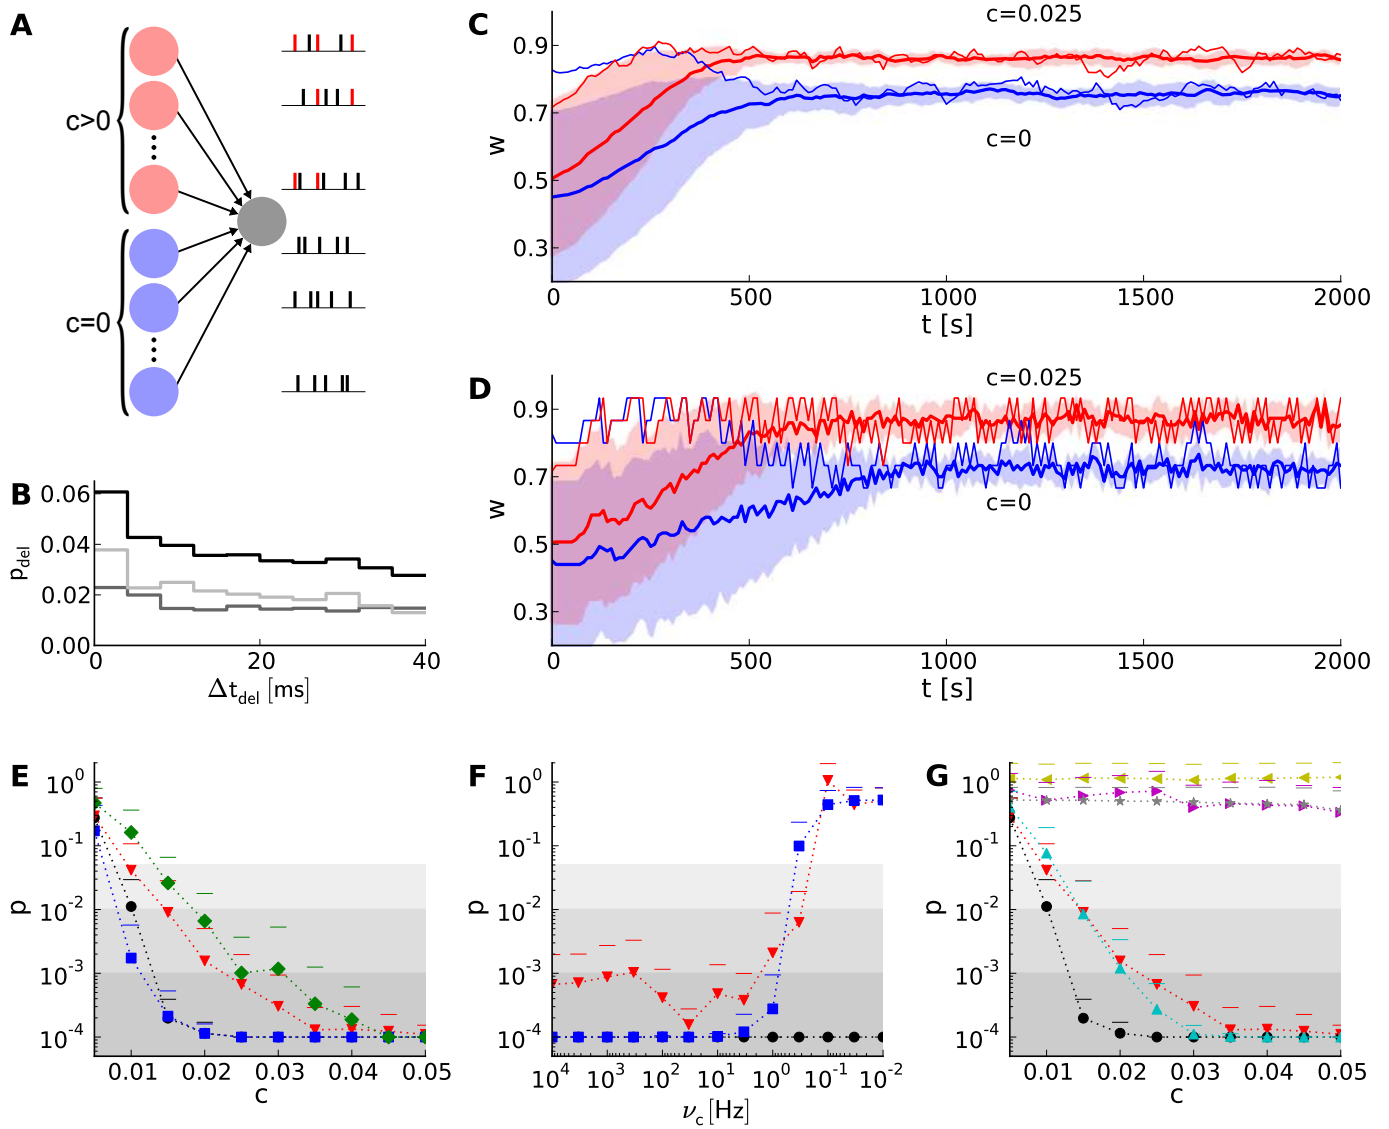 A
c>0
c=0
B
p_del
0.06
0.04
0.02
0.00
0 20 40
Δt_del [ms]
C
c=0.025
c=0
w
0.9
0.7
0.5
0.3
0 500 1000 1500 2000
t [s]
D
c=0.025
c=0
w
0.9
0.7
0.5
0.3
0 500 1000 1500 2000
t [s]
E
p
10^0
10^-1
10^-2
10^-3
10^-4
0.01 0.02 0.03 0.04 0.05
c
F
p
10^0
10^-1
10^-2
10^-3
10^-4
10^4 10^3 10^2 10^1 10^0 10^-1 10^-2
ν_c [Hz]
G
p
10^0
10^-1
10^-2
10^-3
10^-4
0.01 0.02 0.03 0.04 0.05
c